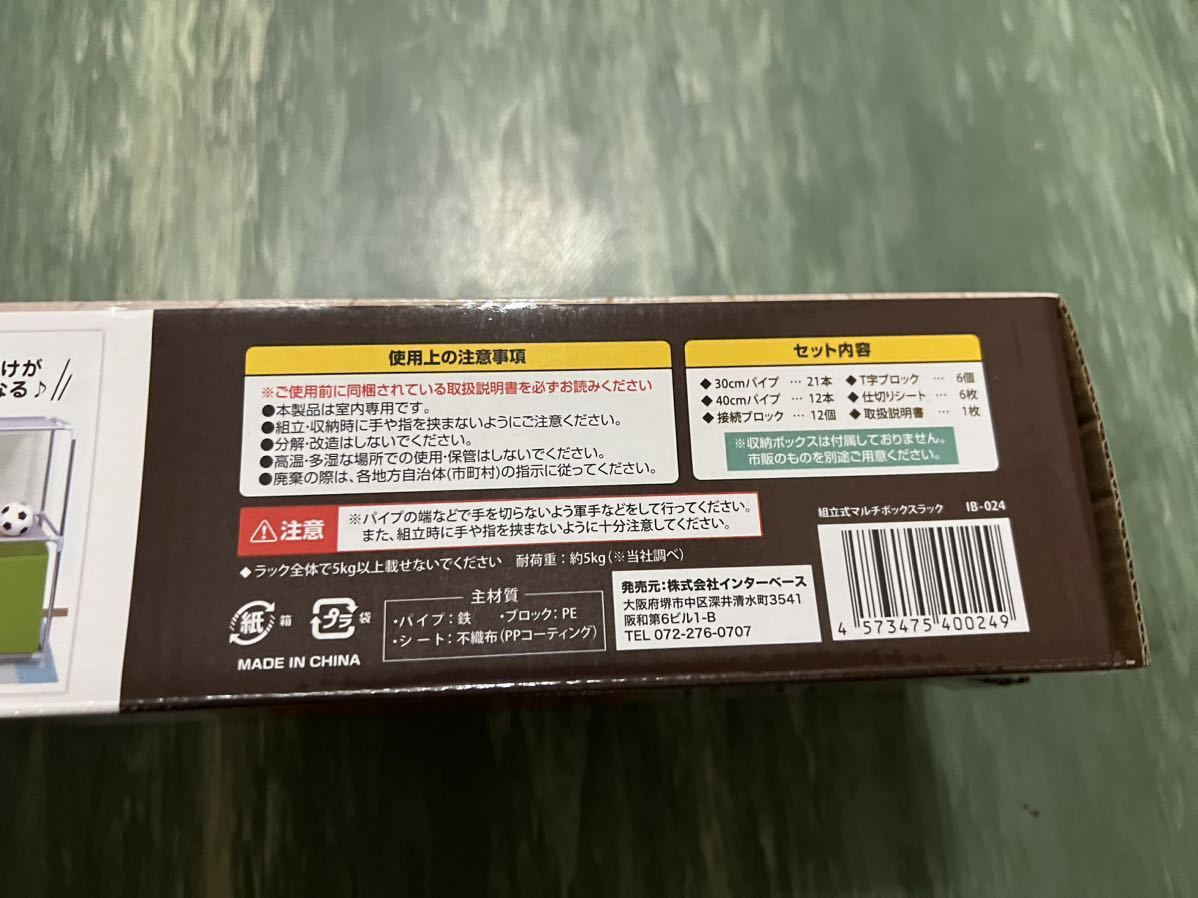 けが
なる♪
使用上の注意事項
※ご使用前に同梱されている取扱説明書を必ずお読みください
●本製品は室内専用です。
●組立・収納時に手や指を挟まないようにご注意ください。
●分解・改造はしないでください。
●高温・多湿な場所での使用・保管はしないでください。
●廃棄の際は、各地方自治体(市町村)の指示に従ってください。
セット内容
◆30cmパイプ … 21本 ◆T字ブロック … 6個
◆40cmパイプ … 12本 ◆仕切りシート … 6枚
◆接続ブロック … 12個 ◆取扱説明書 … 1枚
※収納ボックスは付属しておりません。
市販のものを別途ご用意ください。
注意
※パイプの端などで手を切らないよう軍手などをして行ってください。
また、組立時に手や指を挟まないように十分注意してください。
◆ラック全体で5kg以上載せないでください 耐荷重：約5kg(※当社調べ)
紙 箱 プラ 袋
MADE IN CHINA
主材質
・パイプ：鉄 ・ブロック：PE
・シート：不織布(PPコーティング)
発売元：株式会社インターベース
大阪府堺市中区深井清水町3541
阪和第6ビル1-B
TEL 072-276-0707
組立式マルチボックスラック IB-024
4 573475 400249